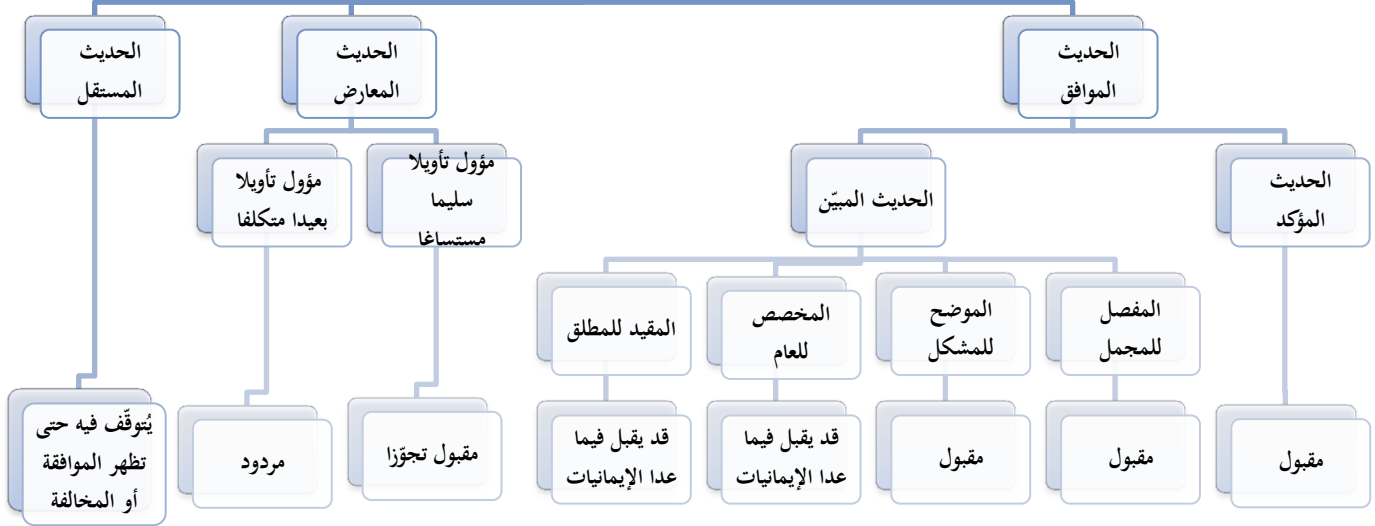 الحديث
الموافق
الحديث
المعارض
الحديث
المستقل
الحديث
المؤكد
الحديث المبيّن
مؤول تأويلا
سليما
مستساغا
مؤول تأويلا
بعيدا متكلفا
المفصل
للمجمل
الموضح
للمشكل
المخصص
للعام
المقيد للمطلق
مقبول
مقبول
مقبول
قد يقبل فيما
عدا الإيمانيات
قد يقبل فيما
عدا الإيمانيات
مقبول تجوّزا
مردود
يُتوقّف فيه حتى
تظهر الموافقة
أو المخالفة